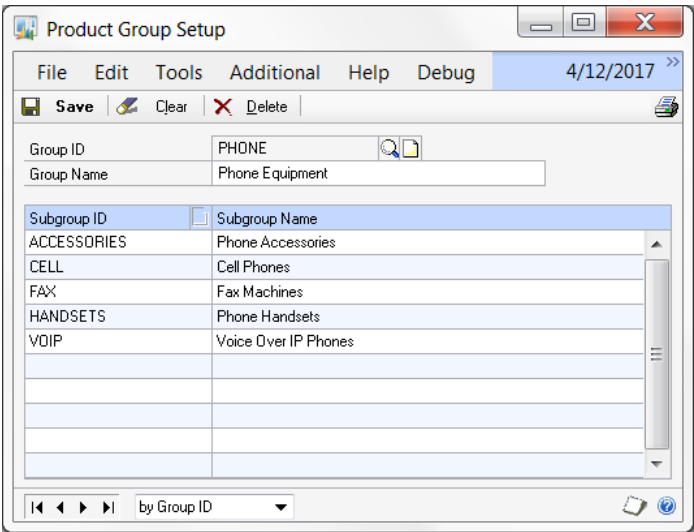 Product Group Setup
File Edit Tools Additional Help Debug 4/12/2017
Save Clear Delete
Group ID PHONE
Group Name Phone Equipment
Subgroup ID Subgroup Name
ACCESSORIES Phone Accessories
CELL Cell Phones
FAX Fax Machines
HANDSETS Phone Handsets
VOIP Voice Over IP Phones
by Group ID